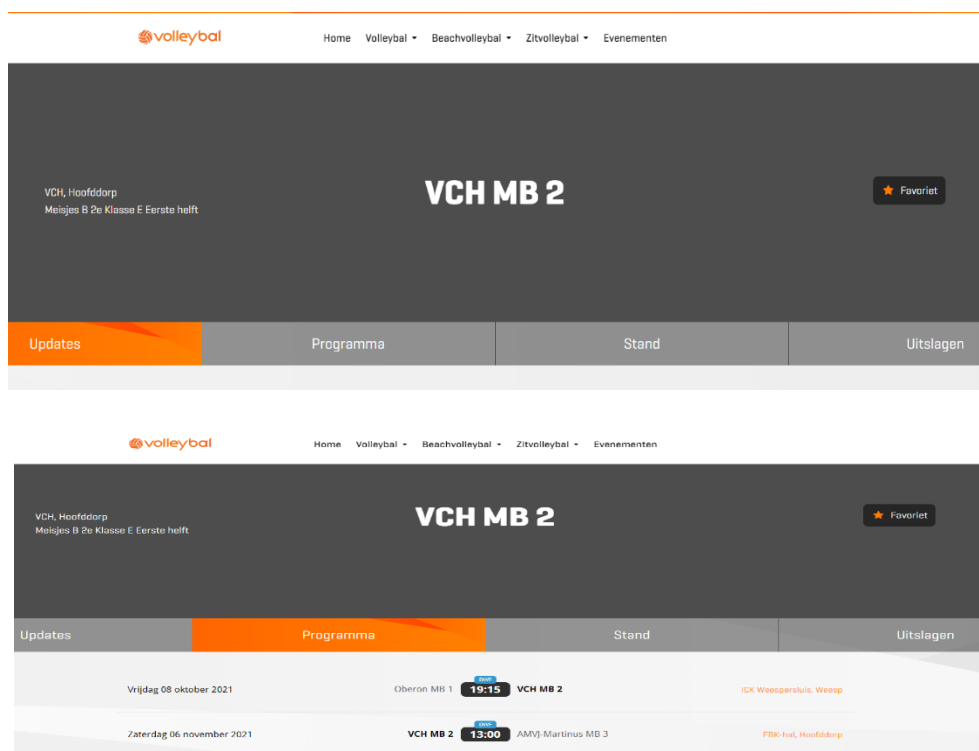 volleybal
Home Volleybal Beachvolleybal Zitvolleybal Evenementen
VCH, Hoofddorp
Meisjes B 2e Klasse E Eerste helft
VCH MB 2
Favoriet
Updates Programma Stand Uitslagen
volleybal
Home Volleybal Beachvolleybal Zitvolleybal Evenementen
VCH, Hoofddorp
Meisjes B 2e Klasse E Eerste helft
VCH MB 2
Favoriet
Updates Programma Stand Uitslagen
Vrijdag 08 oktober 2021 Oberon MB 1 19:15 VCH MB 2 ICK Weespersluis, Weesp
Zaterdag 06 november 2021 VCH MB 2 13:00 AMVJ-Martinus MB 3 FBK-hal, Hoofddorp